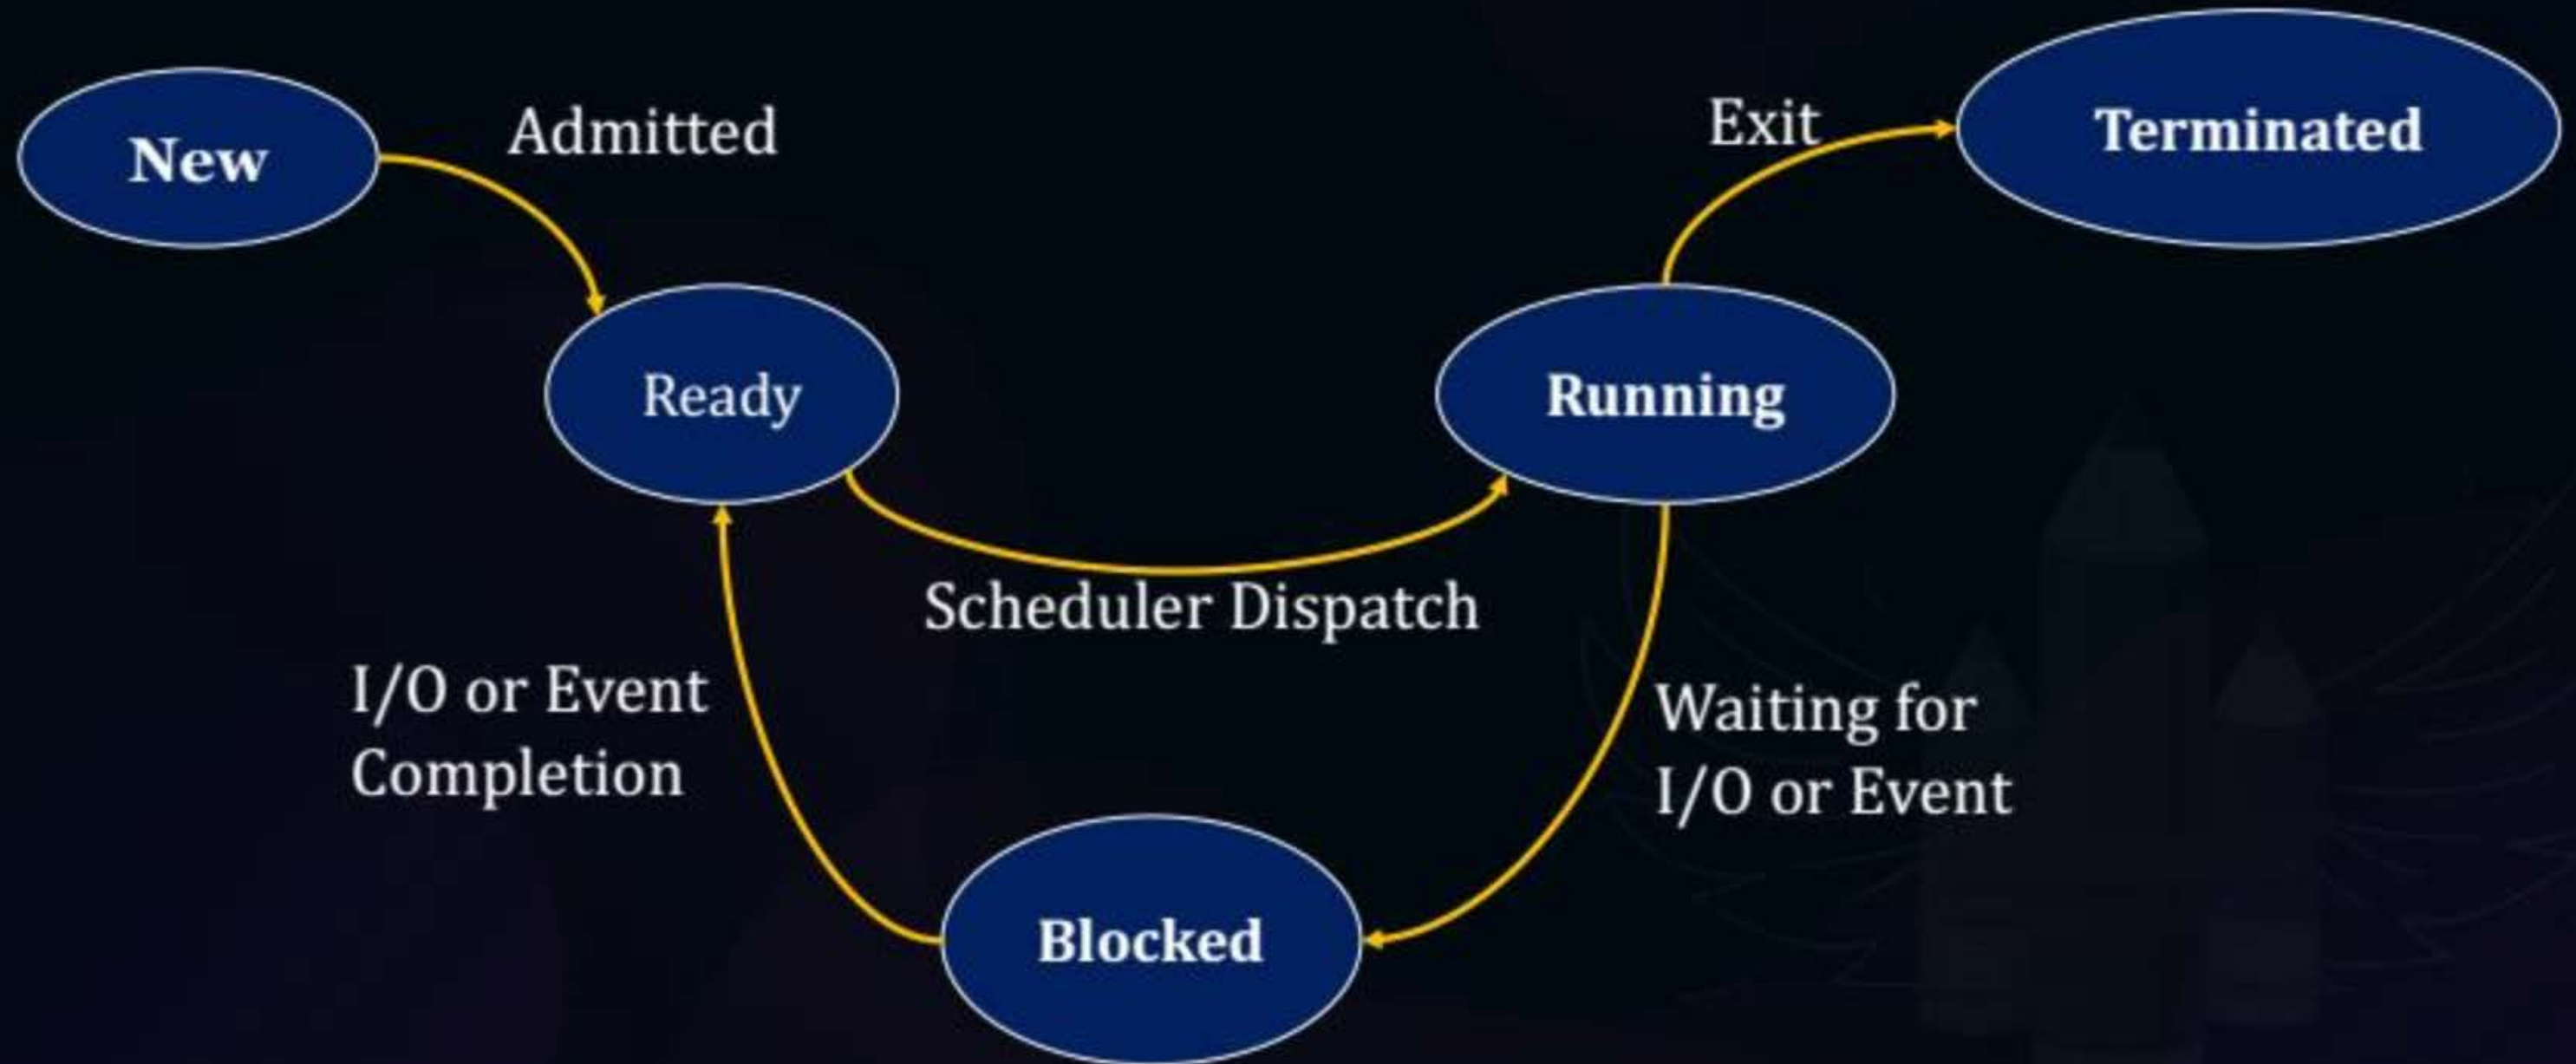 New
Admitted
Exit
Terminated
Ready
Running
Scheduler Dispatch
I/O or Event
Completion
Waiting for
I/O or Event
Blocked